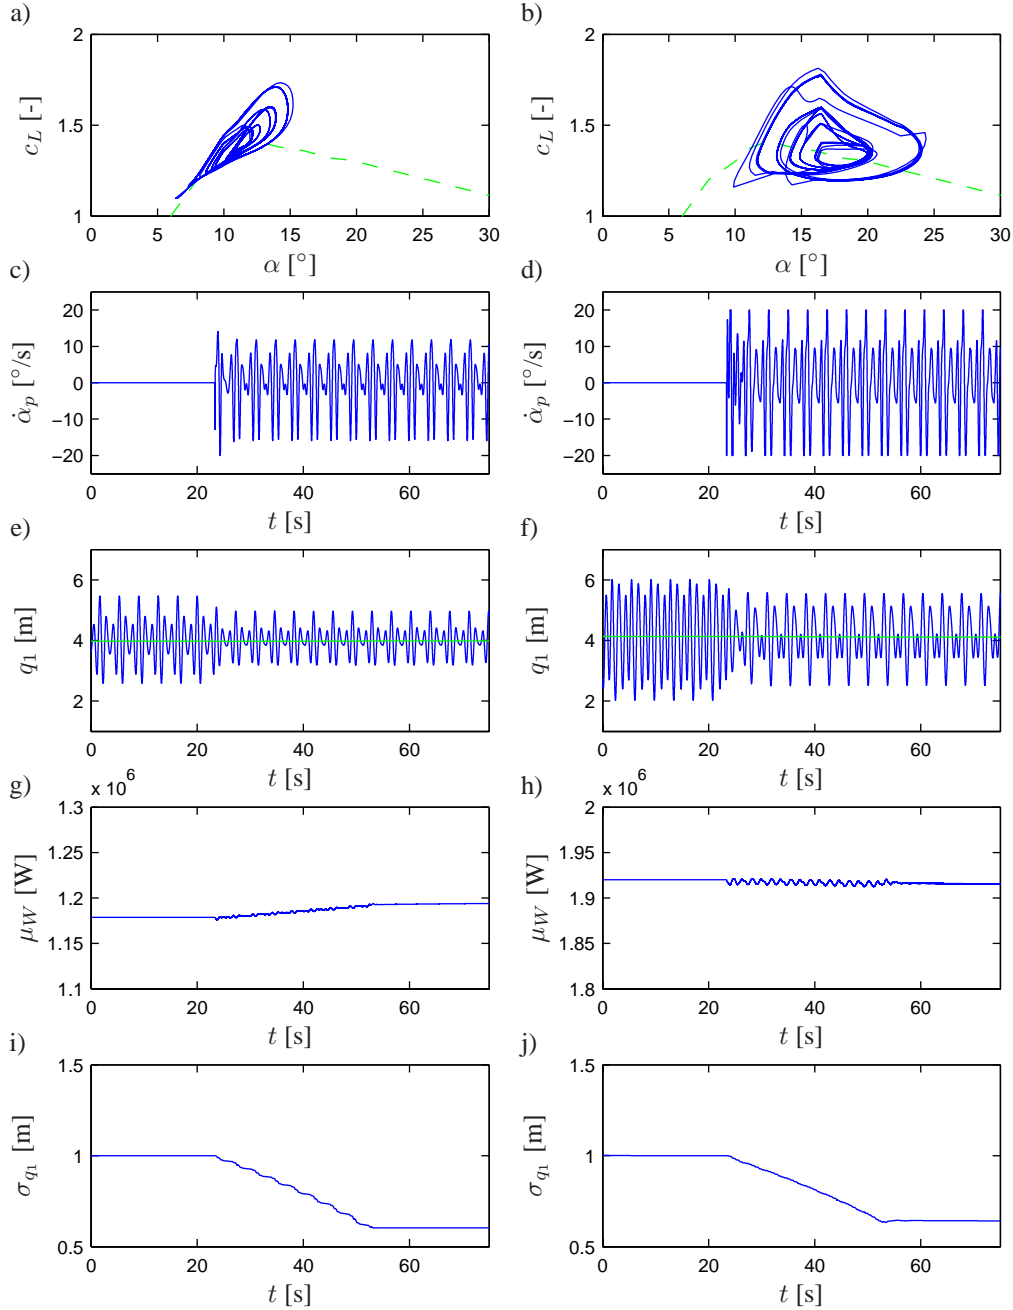 a)
b)
2
1.5
1
c_L [-]
0 5 10 15 20 25 30
α [°]
2
1.5
1
c_L [-]
0 5 10 15 20 25 30
α [°]
c)
d)
20
10
0
−10
−20
α̇_p [°/s]
0 20 40 60
t [s]
20
10
0
−10
−20
α̇_p [°/s]
0 20 40 60
t [s]
e)
f)
6
4
2
q_1 [m]
0 20 40 60
t [s]
6
4
2
q_1 [m]
0 20 40 60
t [s]
g)
h)
x 10^6
1.3
1.25
1.2
1.15
1.1
μ_W [W]
0 20 40 60
t [s]
x 10^6
2
1.95
1.9
1.85
1.8
μ_W [W]
0 20 40 60
t [s]
i)
j)
1.5
1
0.5
σ_{q_1} [m]
0 20 40 60
t [s]
1.5
1
0.5
σ_{q_1} [m]
0 20 40 60
t [s]